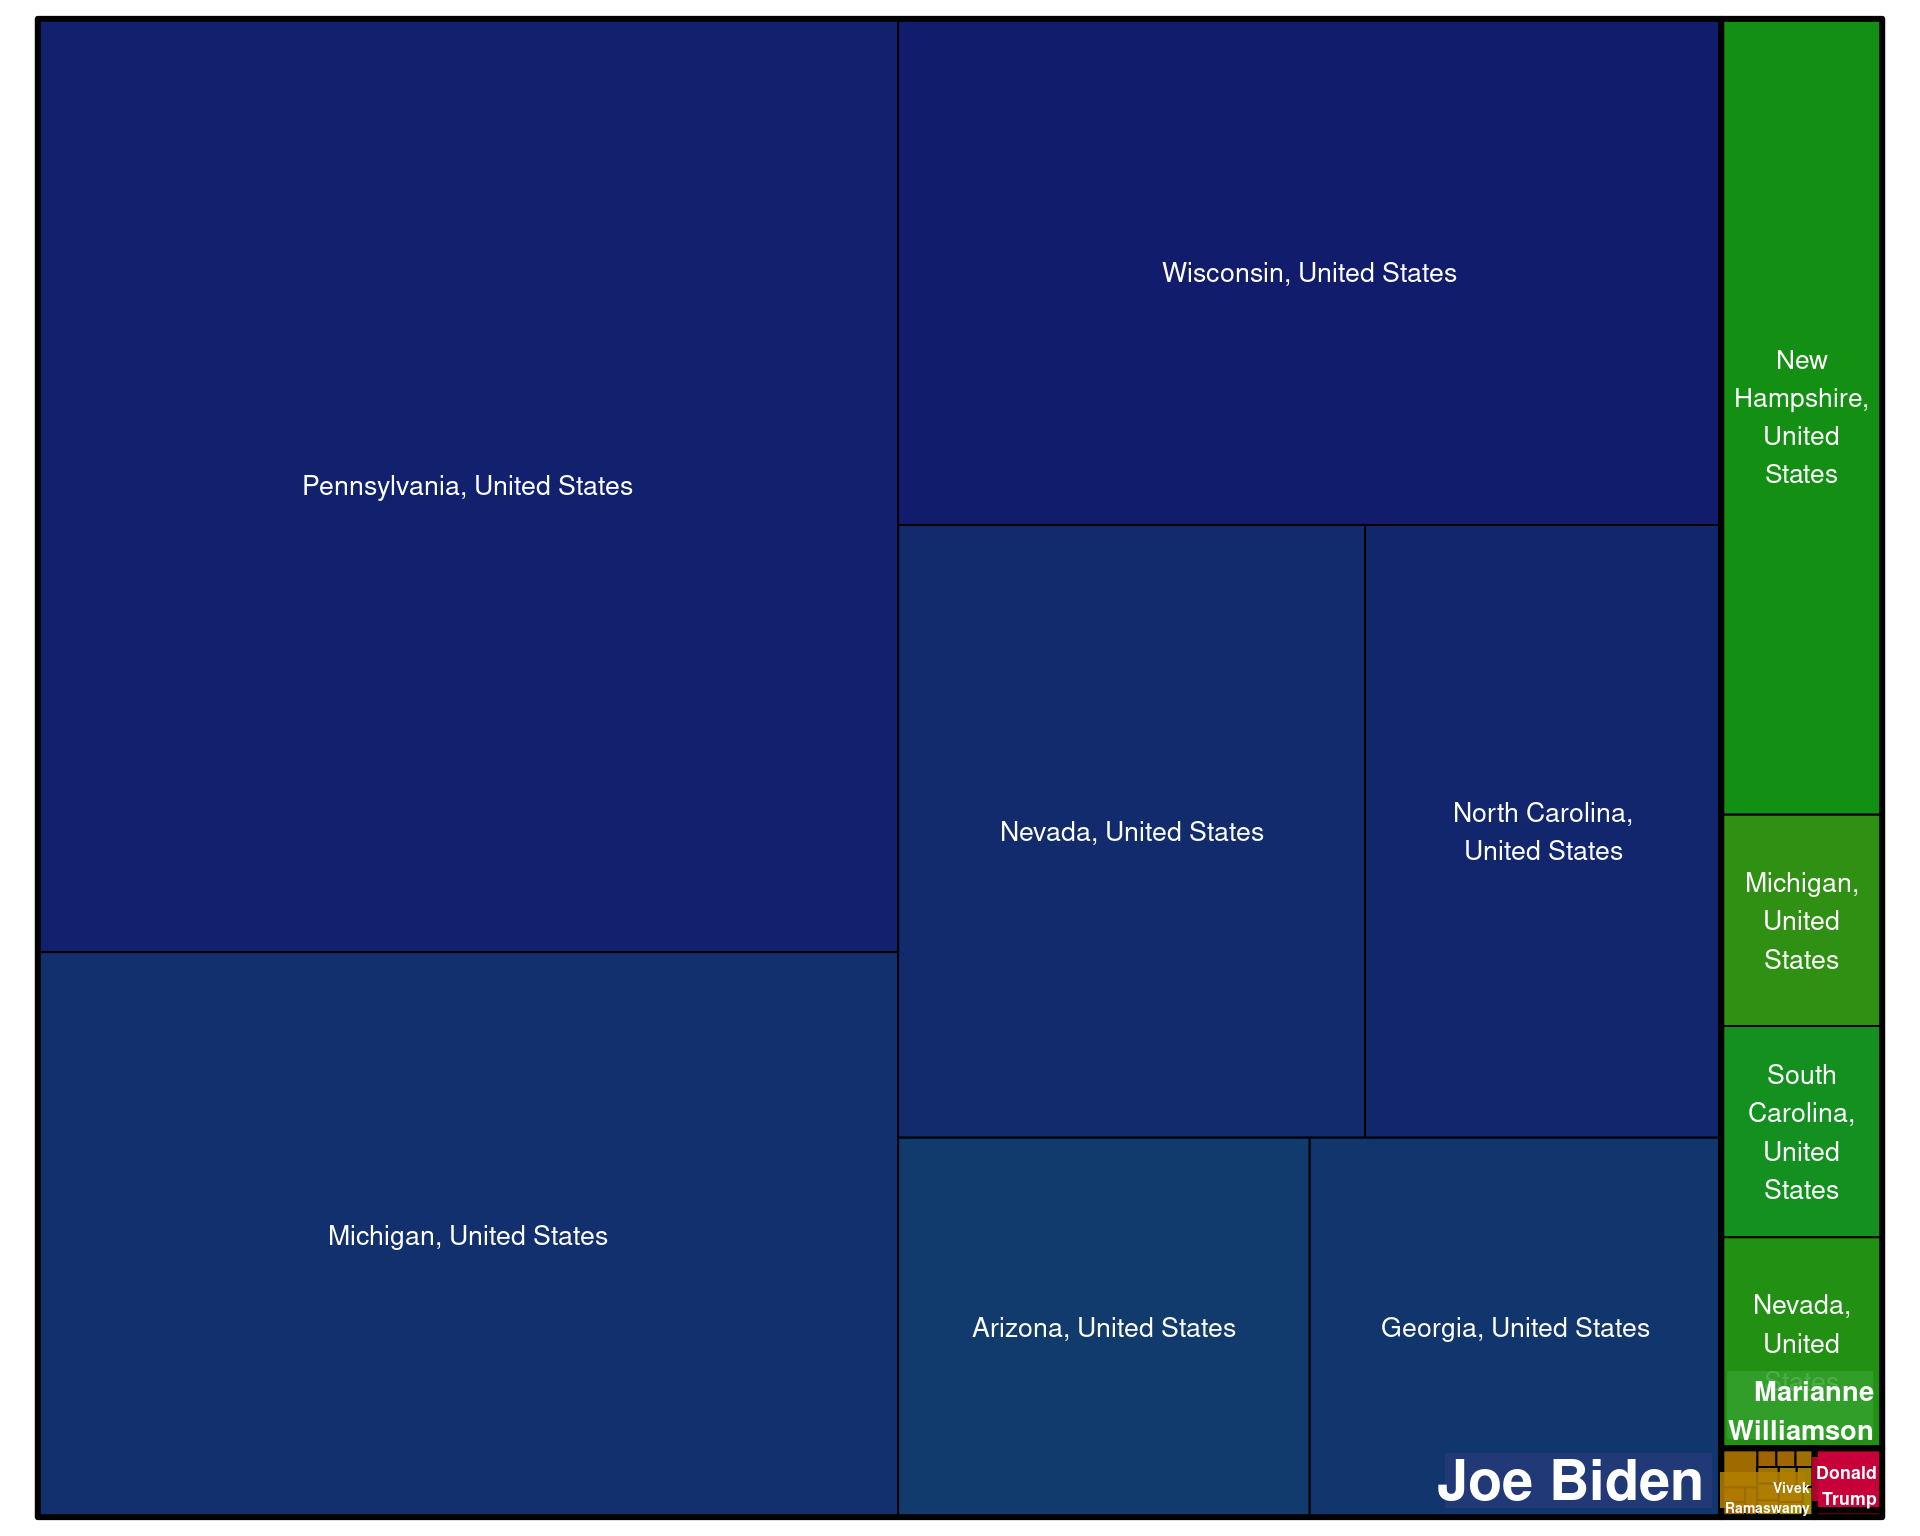 Pennsylvania, United States
Wisconsin, United States
New
Hampshire,
United
States
Nevada, United States
North Carolina,
United States
Michigan,
United
States
South
Carolina,
United
States
Michigan, United States
Arizona, United States
Georgia, United States
Nevada,
United
States
Marianne
Williamson
Joe Biden
Vivek
Ramaswamy
Donald
Trump